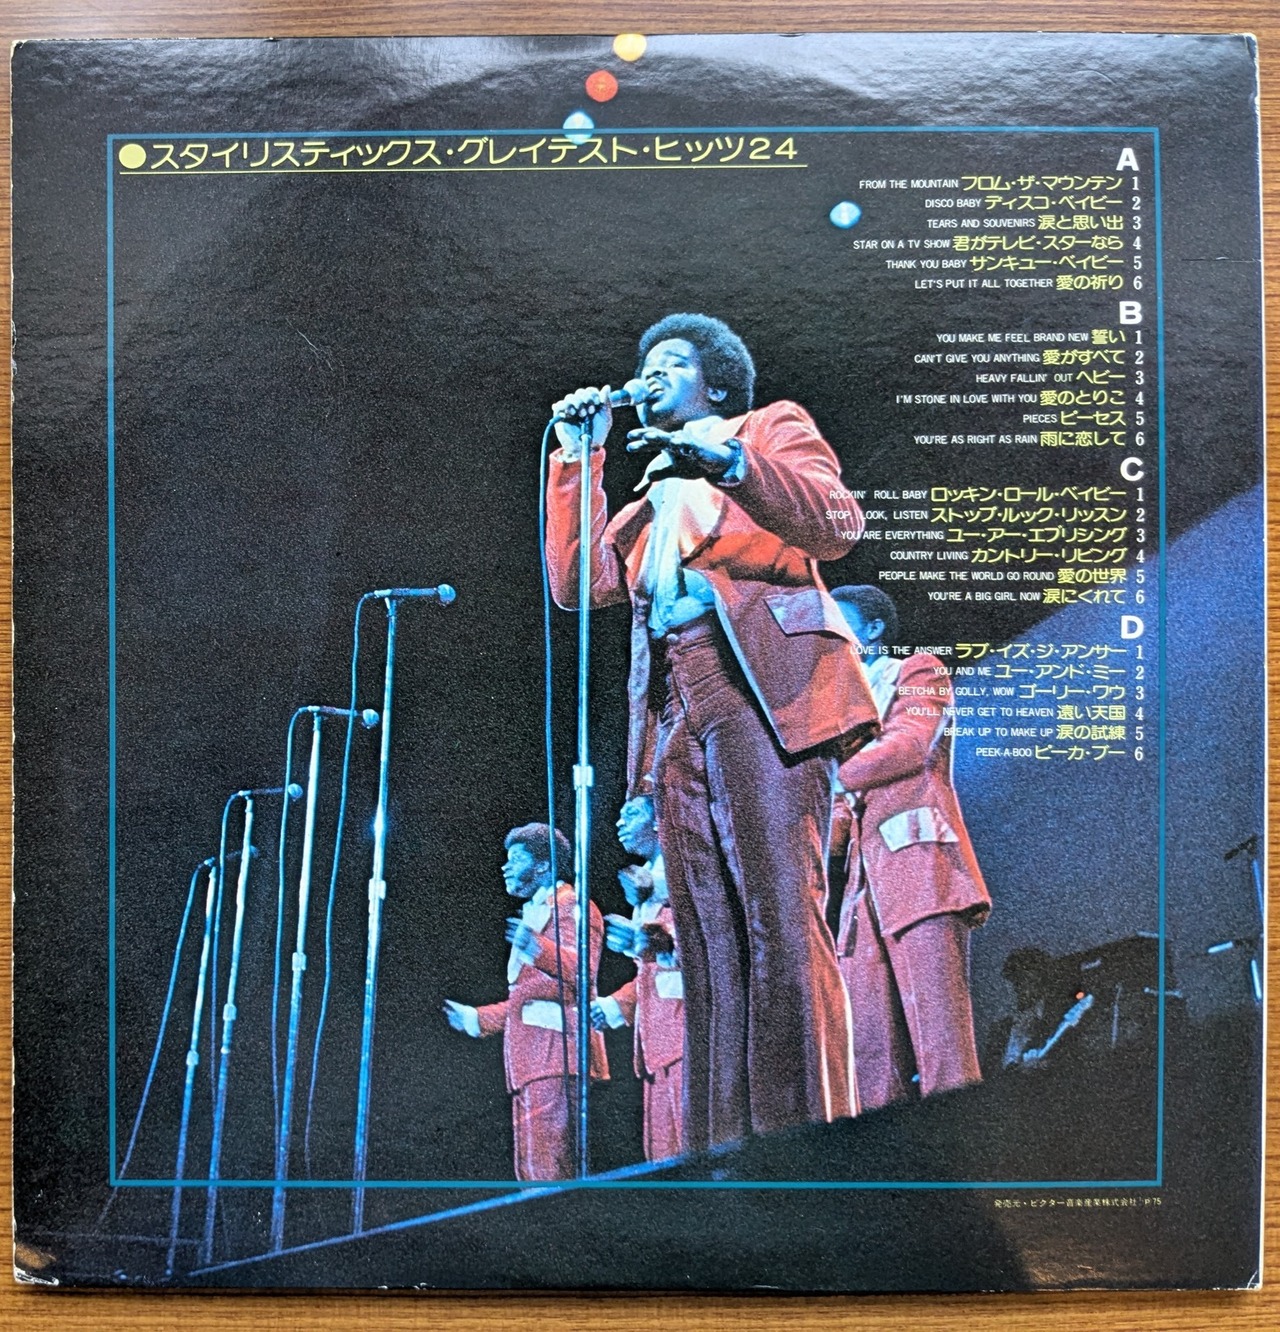 ●スタイリスティックス・グレイテスト・ヒッツ24
A
FROM THE MOUNTAIN フロム・ザ・マウンテン 1
DISCO BABY ディスコ・ベイビー 2
TEARS AND SOUVENIRS 涙と思い出 3
STAR ON A TV SHOW 君がテレビ・スターなら 4
THANK YOU BABY サンキュー・ベイビー 5
LET'S PUT IT ALL TOGETHER 愛の祈り 6
B
YOU MAKE ME FEEL BRAND NEW 誓い 1
CAN'T GIVE YOU ANYTHING 愛がすべて 2
HEAVY FALLIN' OUT ヘビー 3
I'M STONE IN LOVE WITH YOU 愛のとりこ 4
PIECES ピーセス 5
YOU'RE AS RIGHT AS RAIN 雨に恋して 6
C
ROCKIN' ROLL BABY ロッキン・ロール・ベイビー 1
STOP, LOOK, LISTEN ストップ・ルック・リッスン 2
YOU ARE EVERYTHING ユー・アー・エブリシング 3
COUNTRY LIVING カントリー・リビング 4
PEOPLE MAKE THE WORLD GO ROUND 愛の世界 5
YOU'RE A BIG GIRL NOW 涙にくれて 6
D
LOVE IS THE ANSWER ラブ・イズ・ジ・アンサー 1
YOU AND ME ユー・アンド・ミー 2
BETCHA BY GOLLY, WOW ゴーリー・ワウ 3
YOU'LL NEVER GET TO HEAVEN 遠い天国 4
BREAK UP TO MAKE UP 涙の試練 5
PEEK-A-BOO ピーカ・ブー 6
発売元・ビクター音楽産業株式会社 Ⓟ75